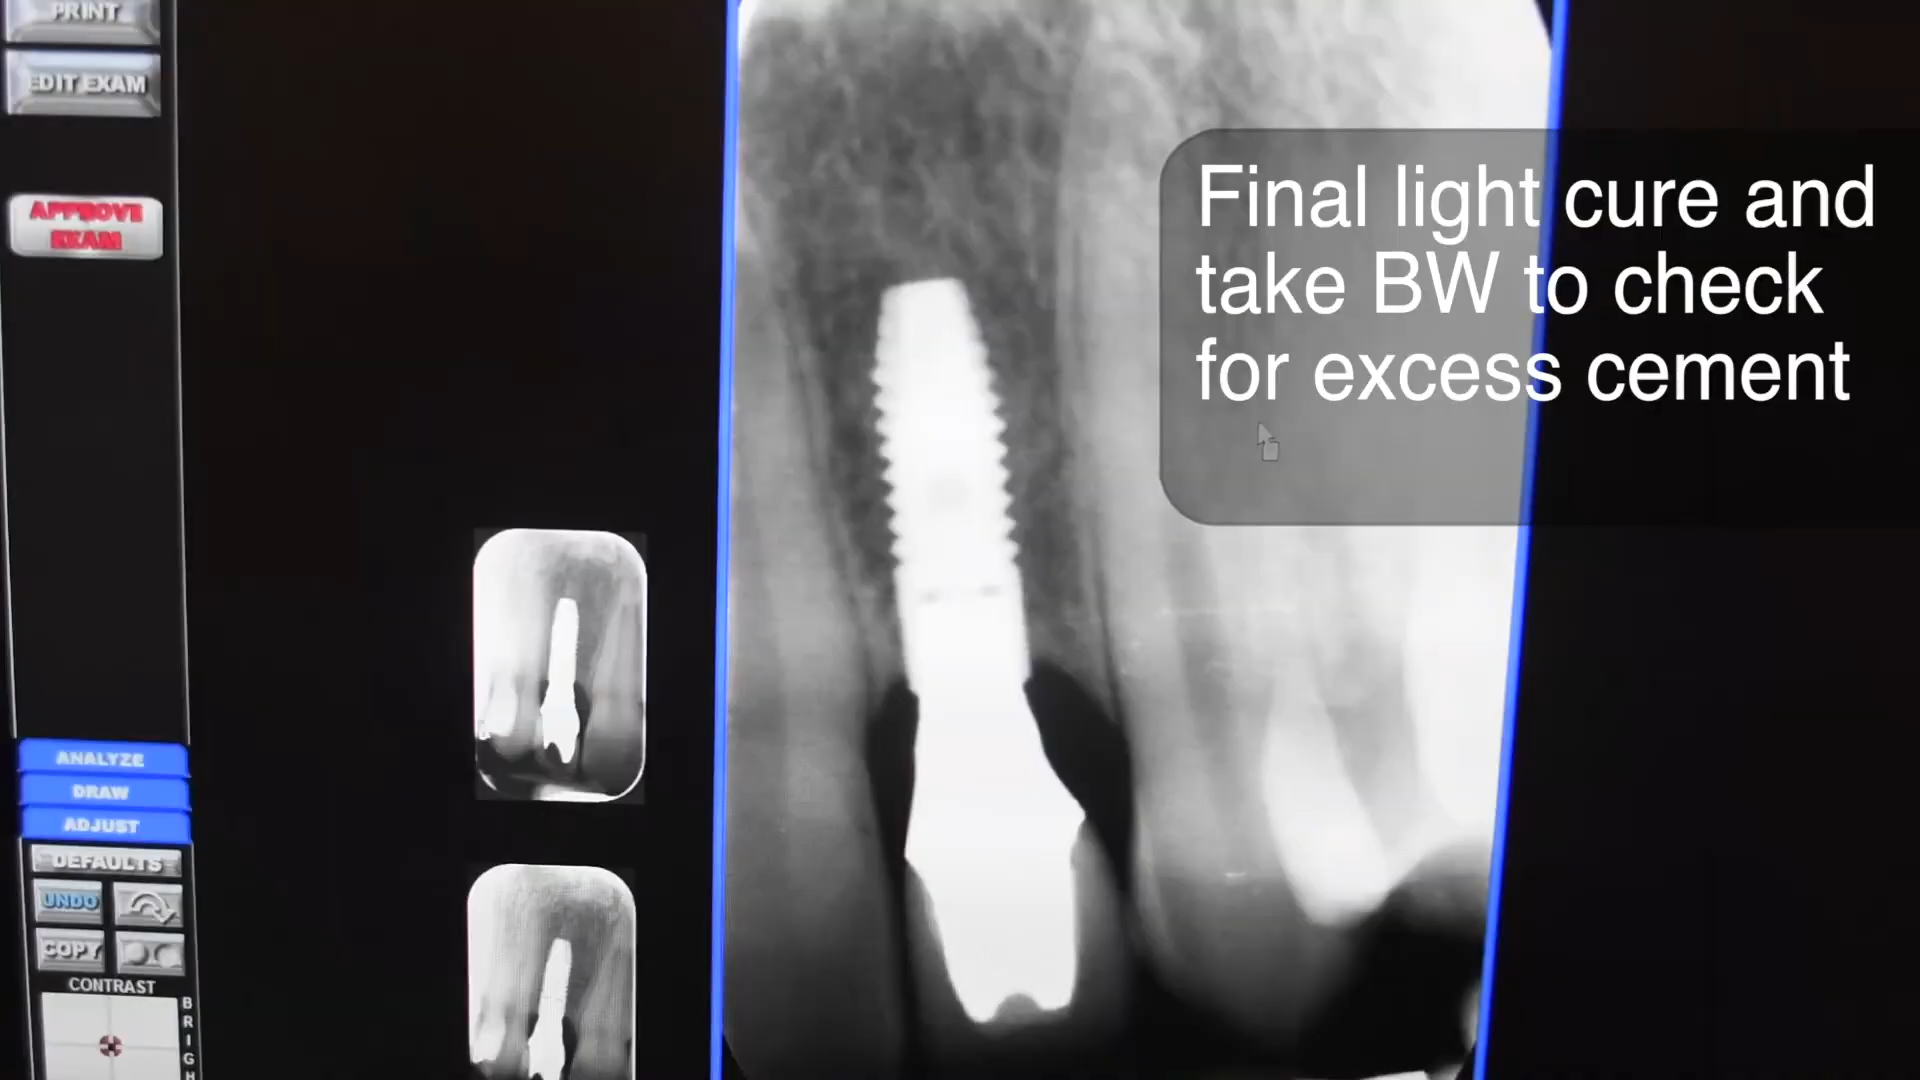 PRINT
EDIT EXAM
APPROVE
EXAM
Final light cure and
take BW to check
for excess cement
ANALYZE
DRAW
ADJUST
DEFAULTS
UNDO
COPY
CONTRAST
BRIGH